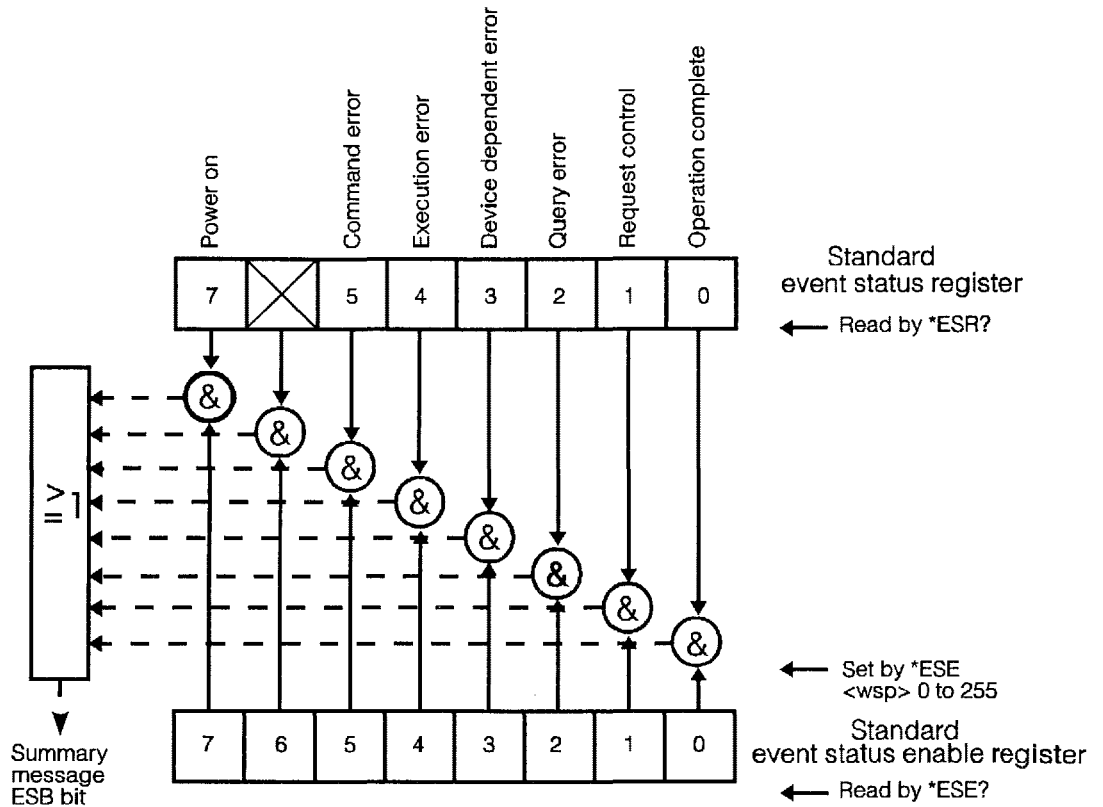 Power on
Command error
Execution error
Device dependent error
Query error
Request control
Operation complete
7 5 4 3 2 1 0
Standard
event status register
Read by *ESR?
&
&
&
&
&
&
&
&
≥1
Set by *ESE
<wsp> 0 to 255
7 6 5 4 3 2 1 0
Standard
event status enable register
Read by *ESE?
Summary
message
ESB bit